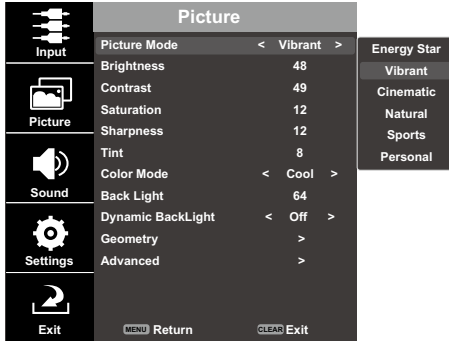 Input
Picture
Sound
Settings
Exit
Picture
Picture Mode < Vibrant >
Brightness 48
Contrast 49
Saturation 12
Sharpness 12
Tint 8
Color Mode < Cool >
Back Light 64
Dynamic BackLight < Off >
Geometry >
Advanced >
MENU Return CLEAR Exit
Energy Star
Vibrant
Cinematic
Natural
Sports
Personal